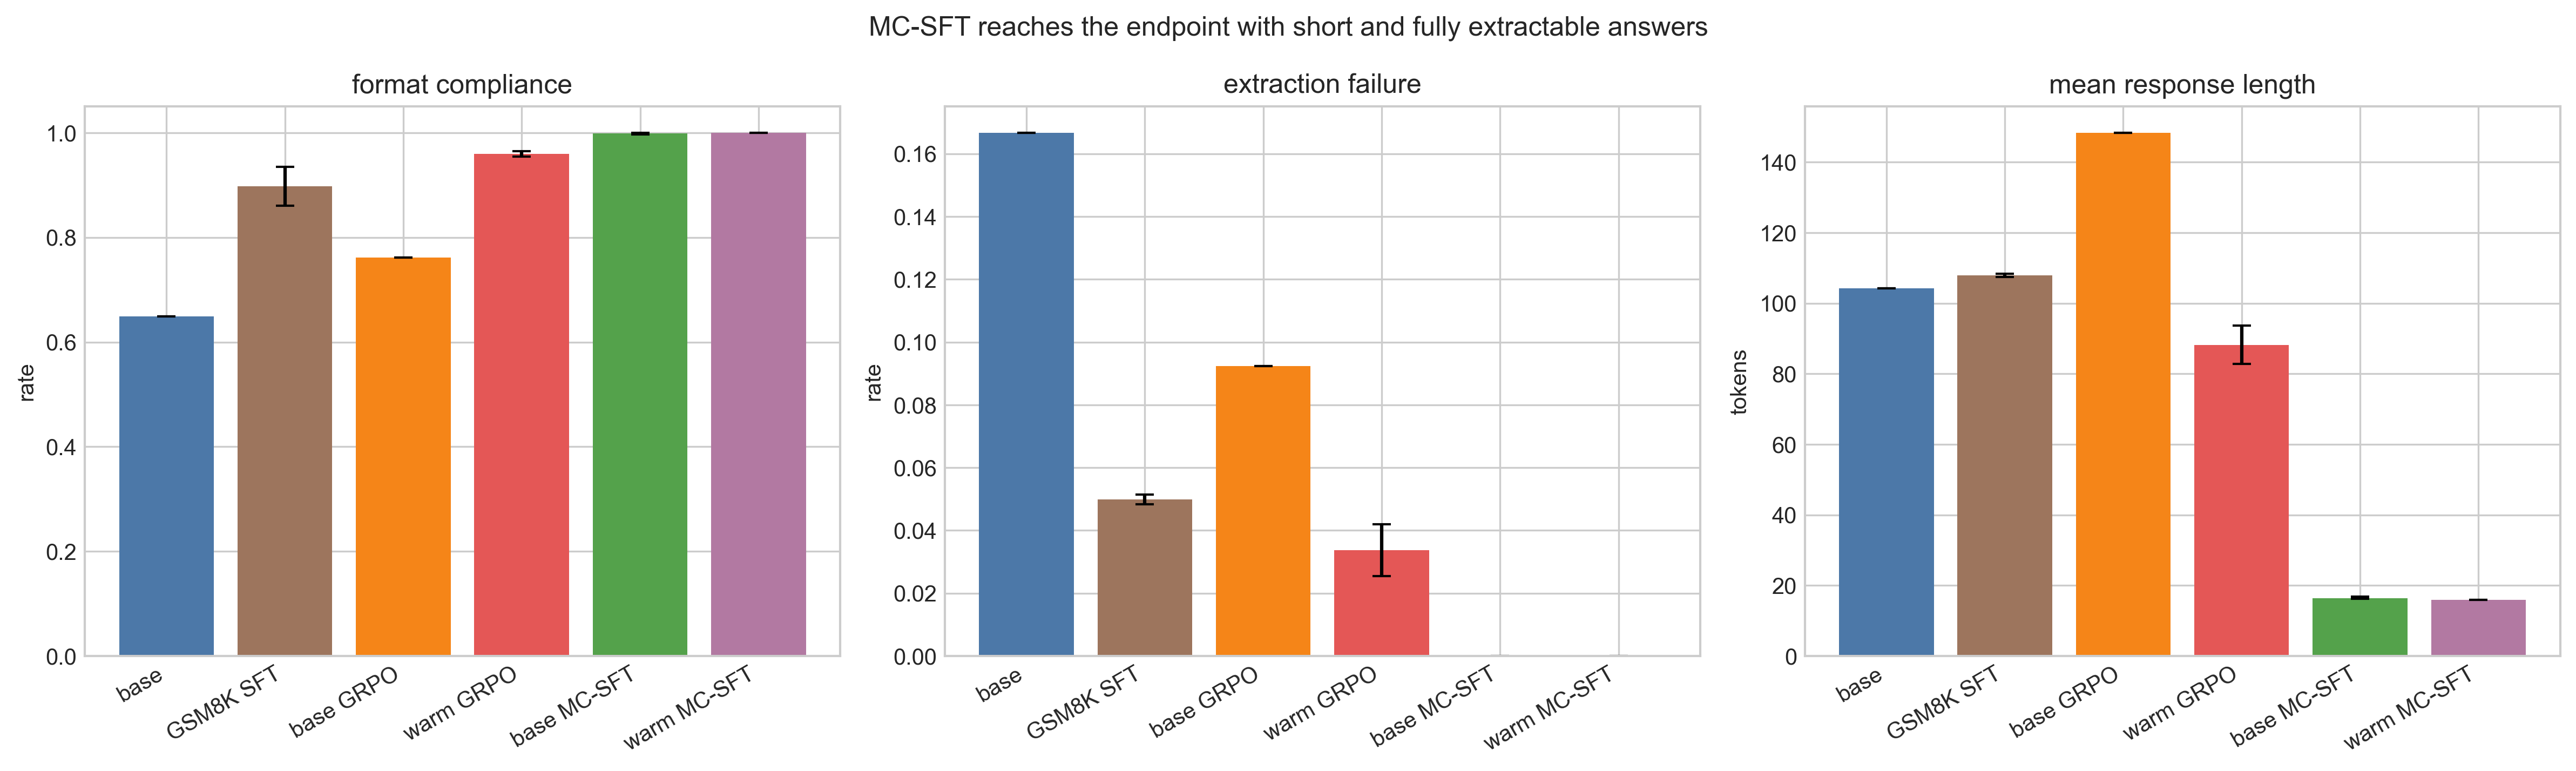 MC-SFT reaches the endpoint with short and fully extractable answers
format compliance
rate
1.0
0.8
0.6
0.4
0.2
0.0
base
GSM8K SFT
base GRPO
warm GRPO
base MC-SFT
warm MC-SFT
extraction failure
rate
0.16
0.14
0.12
0.10
0.08
0.06
0.04
0.02
0.00
base
GSM8K SFT
base GRPO
warm GRPO
base MC-SFT
warm MC-SFT
mean response length
tokens
140
120
100
80
60
40
20
0
base
GSM8K SFT
base GRPO
warm GRPO
base MC-SFT
warm MC-SFT